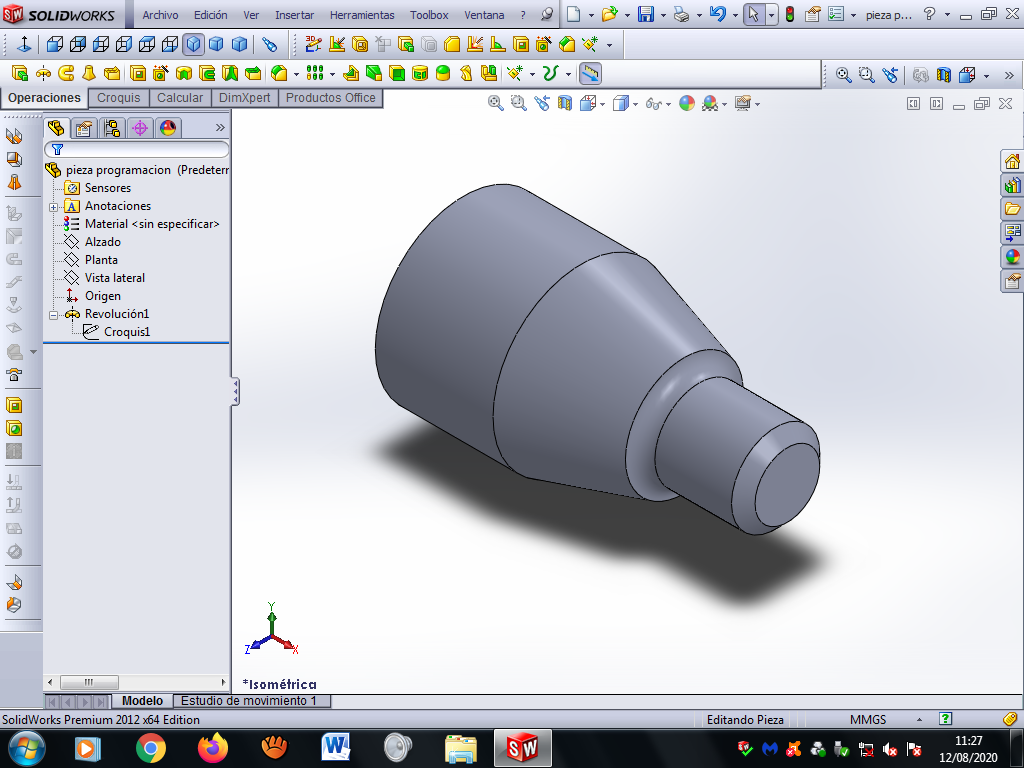 SOLIDWORKS Archivo Edición Ver Insertar Herramientas Toolbox Ventana ? pieza p...
Operaciones Croquis Calcular DimXpert Productos Office
pieza programacion (Predeterr
Sensores
Anotaciones
Material <sin especificar>
Alzado
Planta
Vista lateral
Origen
Revolución1
Croquis1
Y
Z X
*Isométrica
Modelo Estudio de movimiento 1
SolidWorks Premium 2012 x64 Edition Editando Pieza MMGS
11:27
12/08/2020